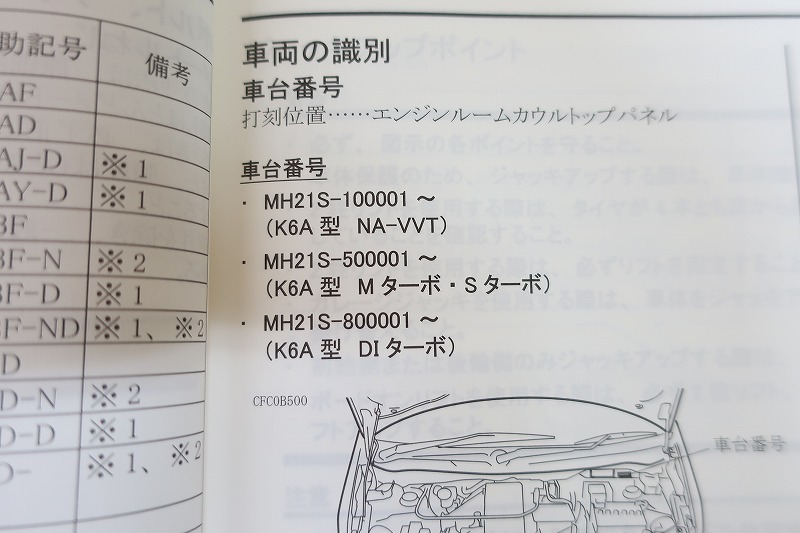 助記号 備考
AF
AD
AJ-D ※1
AY-D ※1
BF
BF-N ※2
BF-D ※1
BF-ND ※1、※2
D
D-N ※2
D-D ※1
※1、※2
車両の識別
車台番号
打刻位置……エンジンルームカウルトップパネル
車台番号
・ MH21S-100001 ～
(K6A 型 NA-VVT)
・ MH21S-500001 ～
(K6A 型 Mターボ・Sターボ)
・ MH21S-800001 ～
(K6A 型 DIターボ)
CFC0B500
車台番号